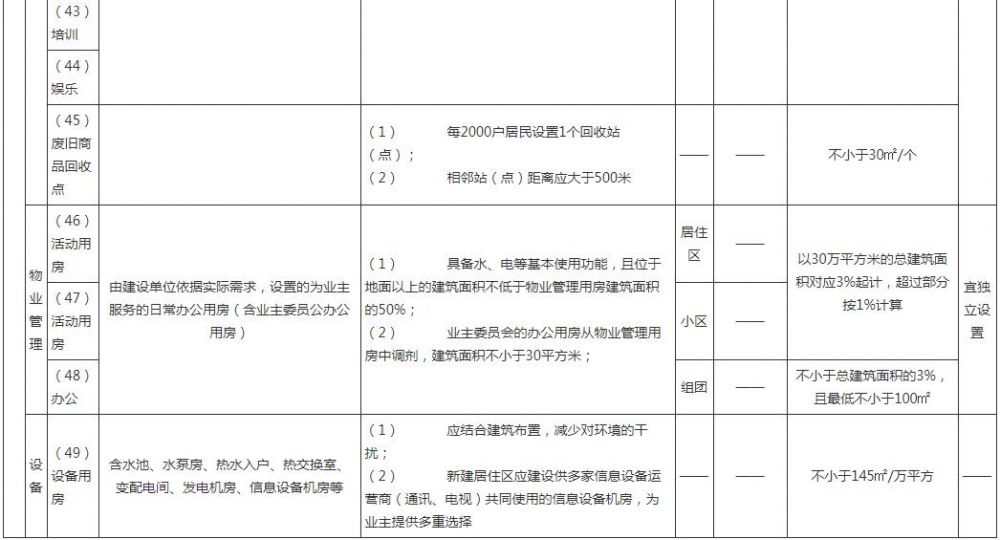 （43）
培训
（44）
娱乐
（45）
废旧商
品回收
点
（1） 每2000户居民设置1个回收站
（点）；
（2） 相邻站（点）距离应大于500米
——
——
不小于30㎡/个
物
业
管
理
（46）
活动用
房
（47）
活动用
房
（48）
办公
由建设单位依据实际需求，设置的为业主
服务的日常办公用房（含业主委员公办公
用房）
（1） 具备水、电等基本使用功能，且位于
地面以上的建筑面积不低于物业管理用房建筑面积
的50%；
（2） 业主委员会的办公用房从物业管理用
房中调剂，建筑面积不小于30平方米；
居住
区
——
小区
——
组团
——
以30万平方米的总建筑面
积对应3%起计，超过部分
按1%计算
不小于总建筑面积的3%，
且最低不小于100㎡
宜独
立设
置
设
备
（49）
设备用
房
含水池、水泵房、热水入户、热交换室、
变配电间、发电机房、信息设备机房等
（1） 应结合建筑布置，减少对环境的干
扰；
（2） 新建居住区应建设供多家信息设备运
营商（通讯、电视）共同使用的信息设备机房，为
业主提供多重选择
——
——
不小于145㎡/万平方
——